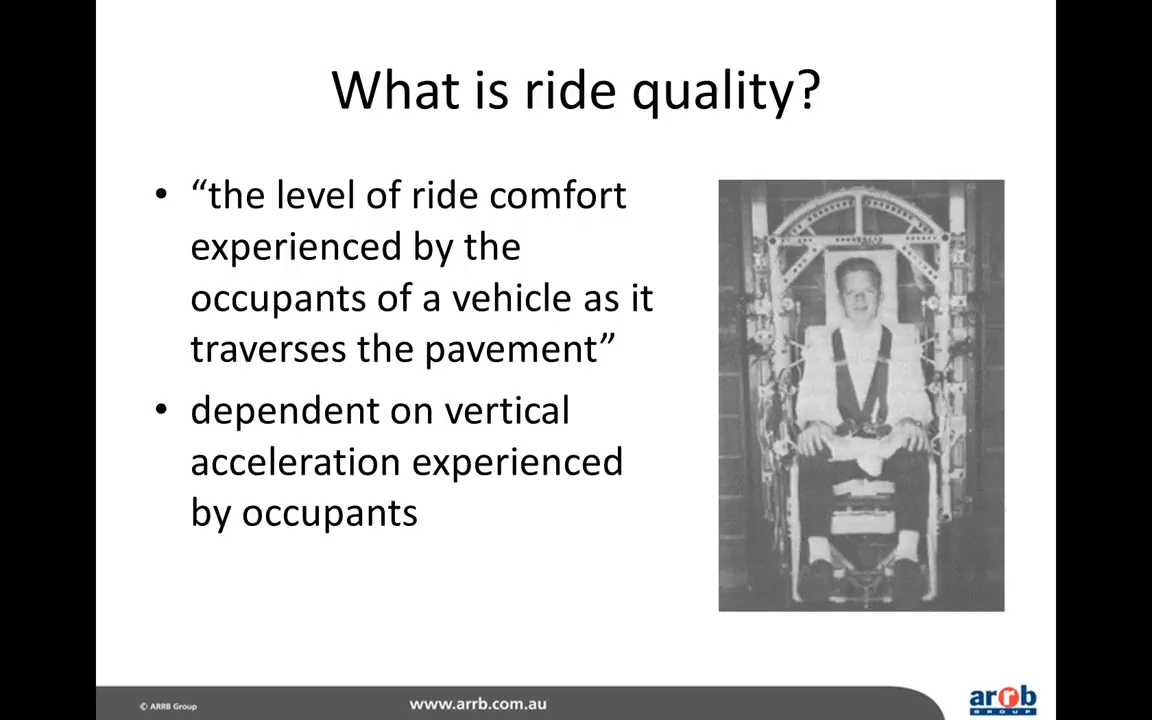 What is ride quality?
• “the level of ride comfort
experienced by the
occupants of a vehicle as it
traverses the pavement”
• dependent on vertical
acceleration experienced
by occupants
© ARRB Group
www.arrb.com.au
arrb
GROUP